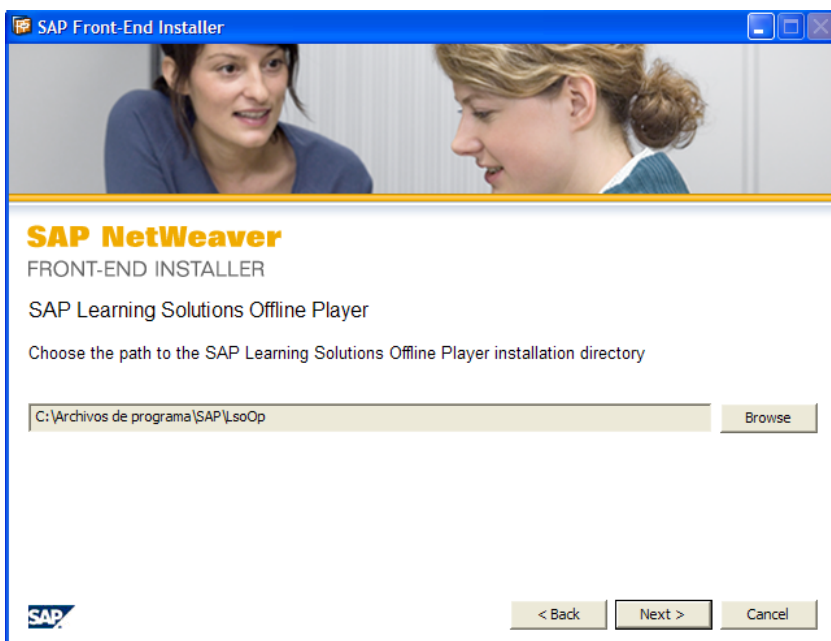 SAP Front-End Installer
SAP NetWeaver
FRONT-END INSTALLER
SAP Learning Solutions Offline Player
Choose the path to the SAP Learning Solutions Offline Player installation directory
C:\Archivos de programa\SAP\LsoOp
Browse
SAP
< Back
Next >
Cancel